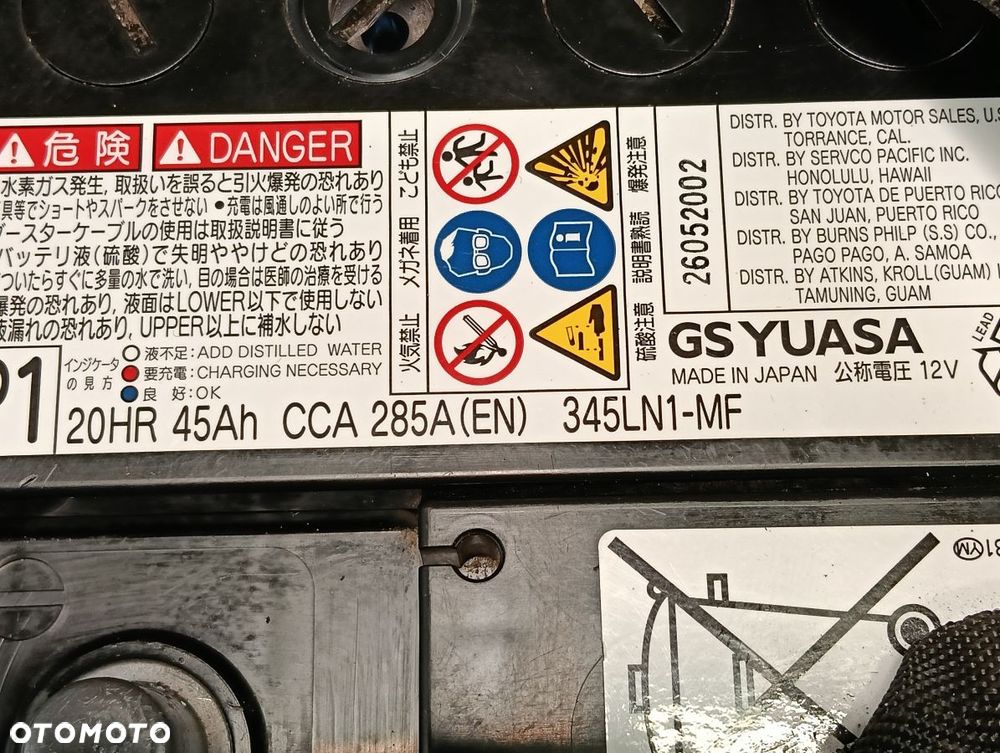 危険
DANGER
水素ガス発生, 取扱いを誤ると引火爆発の恐れあり
具等でショートやスパークをさせない ●充電は風通しのよい所で行う
ブースターケーブルの使用は取扱説明書に従う
バッテリ液(硫酸)で失明ややけどの恐れあり
ついたらすぐに多量の水で洗い, 目の場合は医師の治療を受ける
爆発の恐れあり, 液面はLOWER以下で使用しない
液漏れの恐れあり, UPPER以上に補水しない
インジケータの見方
液不足:ADD DISTILLED WATER
要充電:CHARGING NECESSARY
良 好:OK
P1
20HR 45Ah CCA 285A(EN) 345LN1-MF
こども禁止
メガネ着用
火気禁止
爆発注意
説明書熟読
硫酸注意
26052002
DISTR. BY TOYOTA MOTOR SALES, U.S
TORRANCE, CAL.
DISTR. BY SERVCO PACIFIC INC.
HONOLULU, HAWAII
DISTR. BY TOYOTA DE PUERTO RIC
SAN JUAN, PUERTO RICO
DISTR. BY BURNS PHILP (S.S) CO.,
PAGO PAGO, A. SAMOA
DISTR. BY ATKINS, KROLL(GUAM) L
TAMUNING, GUAM
GS YUASA
MADE IN JAPAN 公称電圧 12V
LEAD
31 YM
OTOMOTO